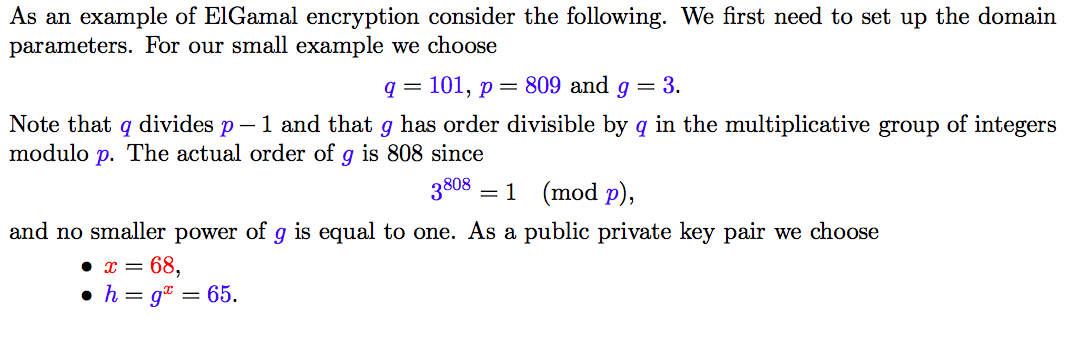 As an example of ElGamal encryption consider the following. We first need to set up the domain
parameters. For our small example we choose
q = 101, p = 809 and g = 3.
Note that q divides p − 1 and that g has order divisible by q in the multiplicative group of integers
modulo p. The actual order of g is 808 since
3^808 = 1 (mod p),
and no smaller power of g is equal to one. As a public private key pair we choose
• x = 68,
• h = g^x = 65.